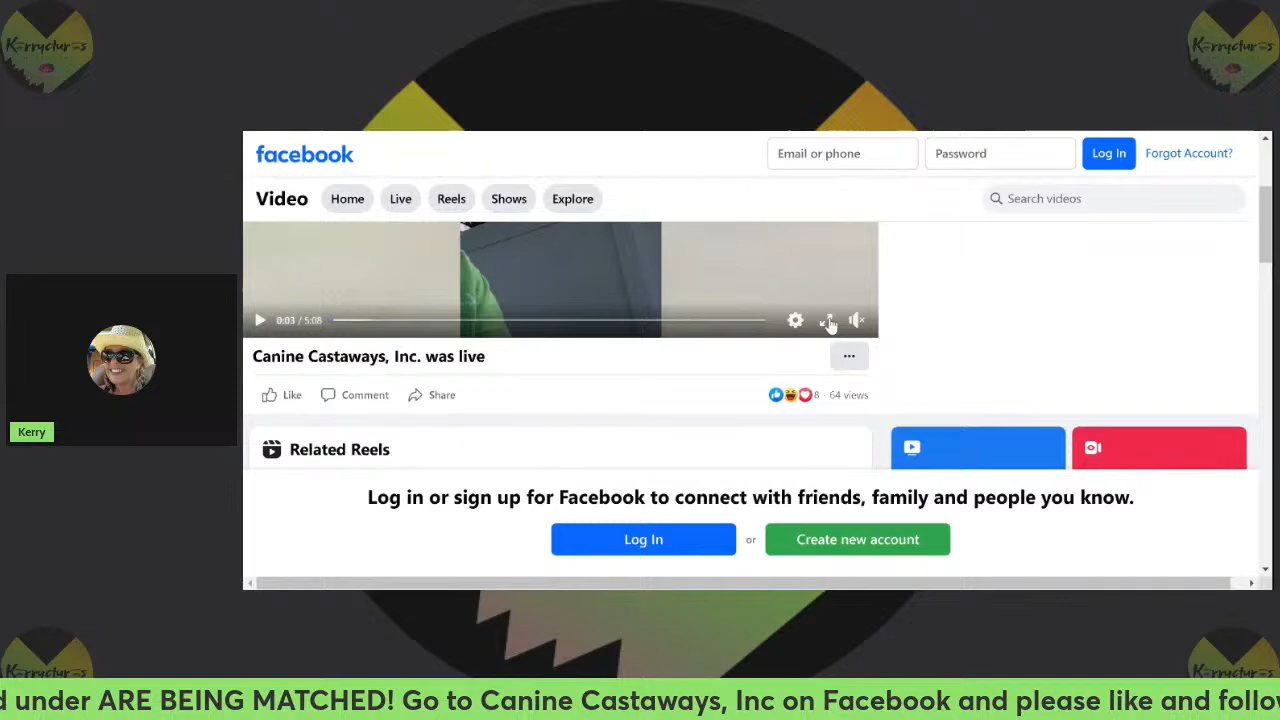 Kerryctures
Kerryctures
facebook
Email or phone
Password
Log In
Forgot Account?
Video
Home
Live
Reels
Shows
Explore
Search videos
0:03 / 5:08
Canine Castaways, Inc. was live
...
Like
Comment
Share
8 · 64 views
Kerry
Related Reels
Log in or sign up for Facebook to connect with friends, family and people you know.
Log In
or
Create new account
d under ARE BEING MATCHED! Go to Canine Castaways, Inc on Facebook and please like and follow